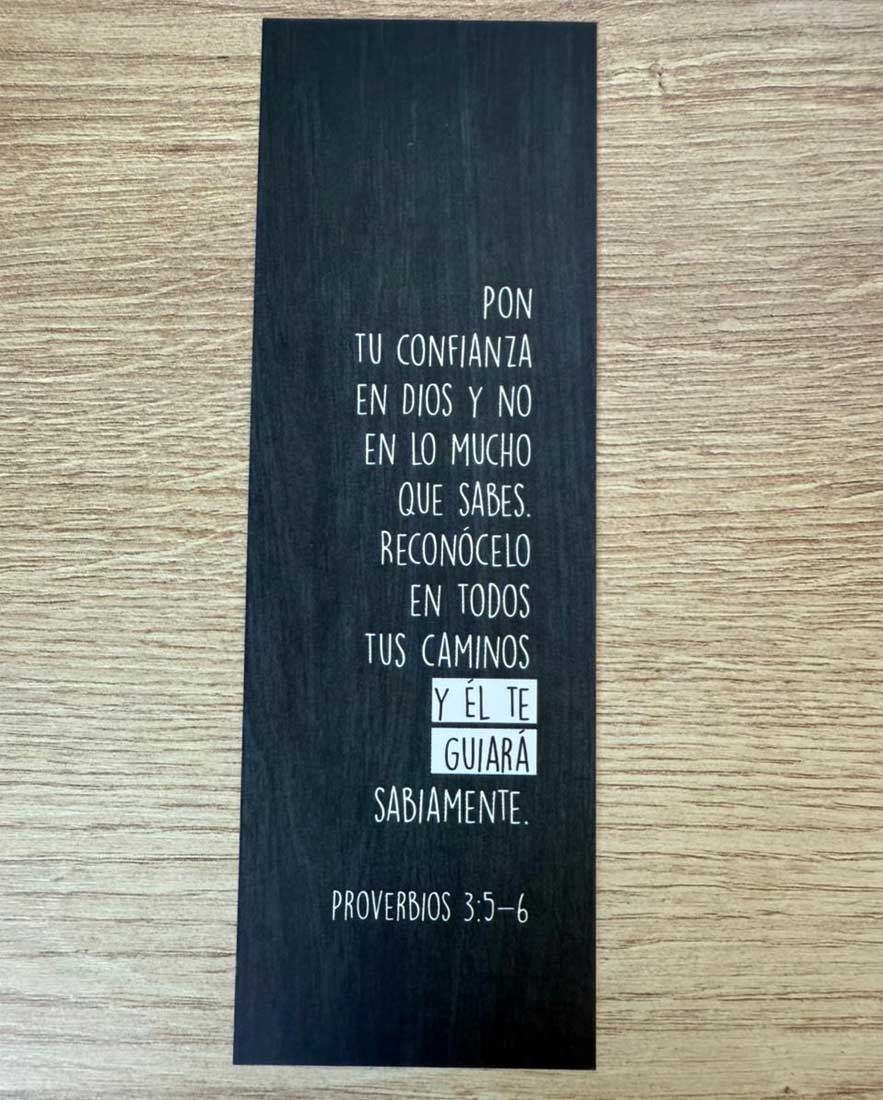 PON
TU CONFIANZA
EN DIOS Y NO
EN LO MUCHO
QUE SABES.
RECONÓCELO
EN TODOS
TUS CAMINOS
Y ÉL TE
GUIARÁ
SABIAMENTE.
PROVERBIOS 3:5-6